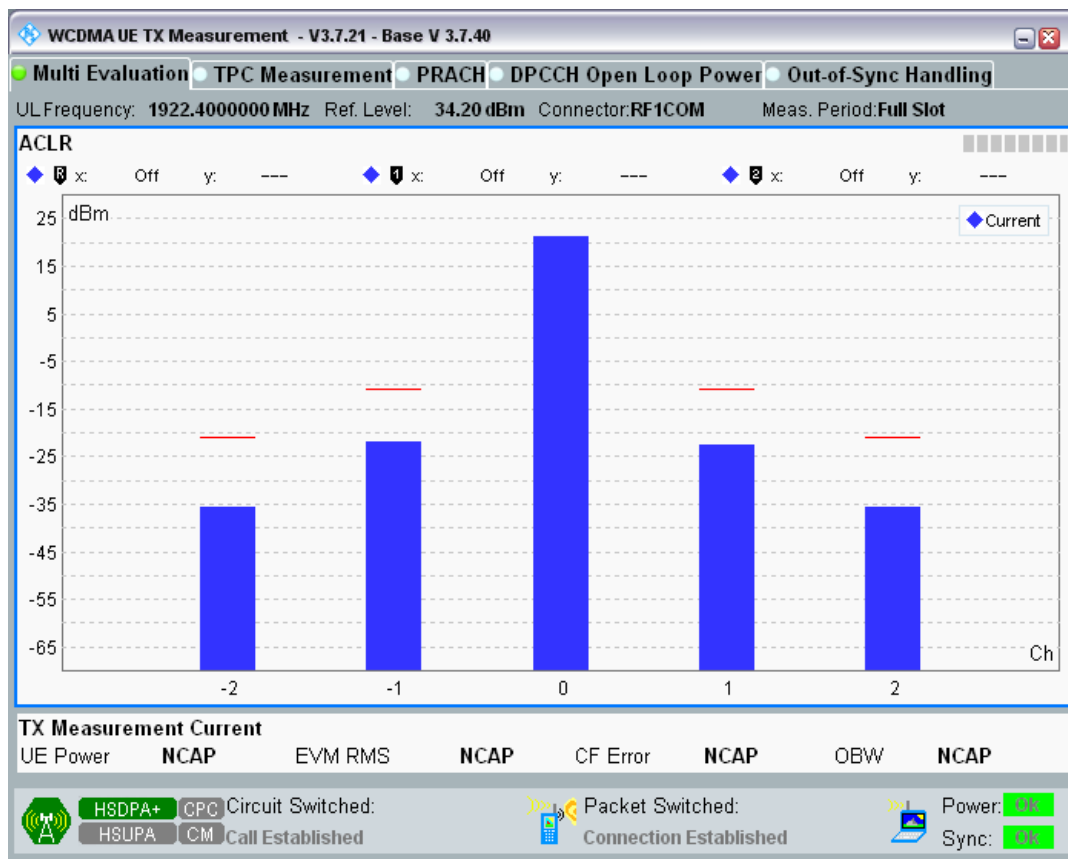 WCDMA UE TX Measurement - V3.7.21 - Base V 3.7.40
Multi Evaluation TPC Measurement PRACH DPCCH Open Loop Power Out-of-Sync Handling
UL Frequency: 1922.4000000 MHz Ref. Level: 34.20 dBm Connector:RF1COM Meas. Period:Full Slot
ACLR
R x: Off y: --- 1 x: Off y: --- 2 x: Off y: ---
dBm
Current
25
15
5
-5
-15
-25
-35
-45
-55
-65
Ch
-2 -1 0 1 2
TX Measurement Current
UE Power NCAP EVM RMS NCAP CF Error NCAP OBW NCAP
HSDPA+ CPC Circuit Switched: Packet Switched: Power: OK
HSUPA CM Call Established Connection Established Sync: OK